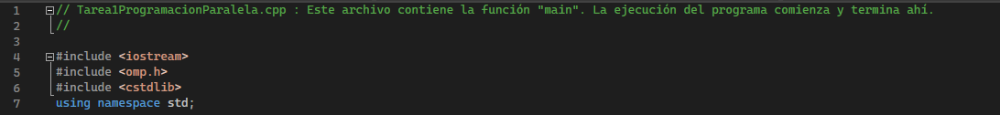 1 // Tarea1ProgramacionParalela.cpp : Este archivo contiene la función "main". La ejecución del programa comienza y termina ahí.
2 //
3
4 #include <iostream>
5 #include <omp.h>
6 #include <cstdlib>
7 using namespace std;